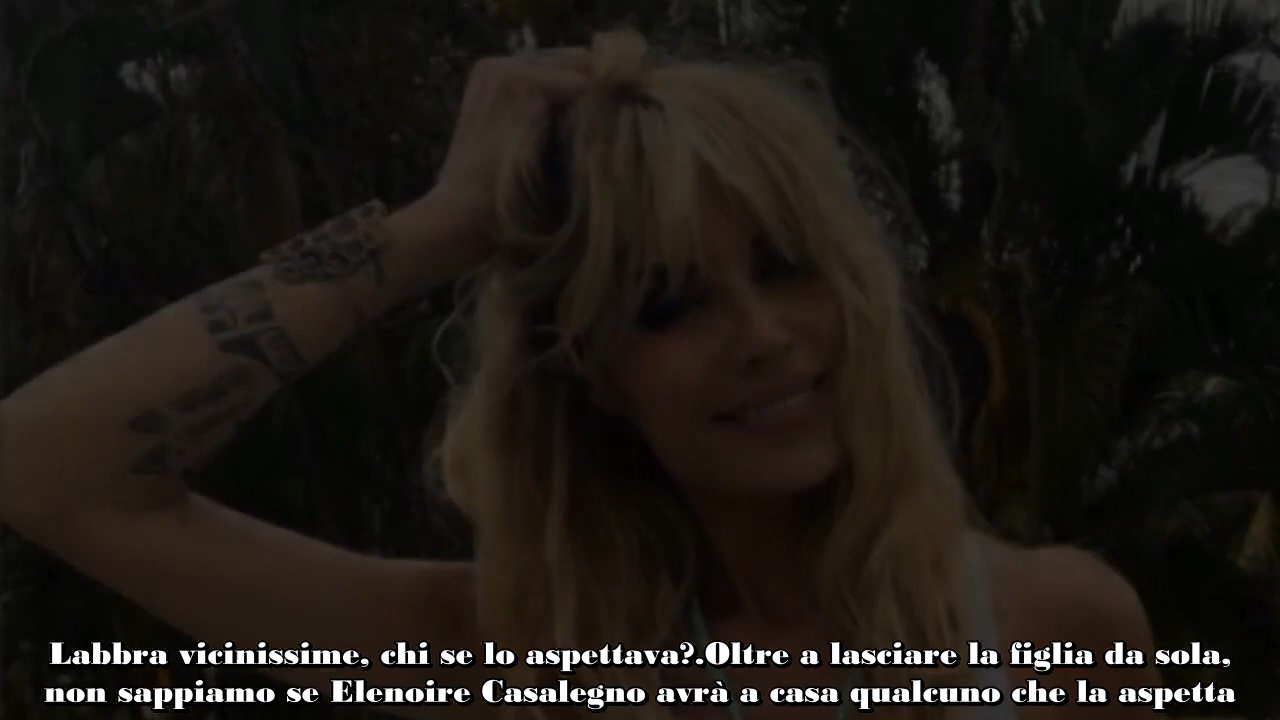 Labbra vicinissime, chi se lo aspettava?.Oltre a lasciare la figlia da sola,
non sappiamo se Elenoire Casalegno avrà a casa qualcuno che la aspetta